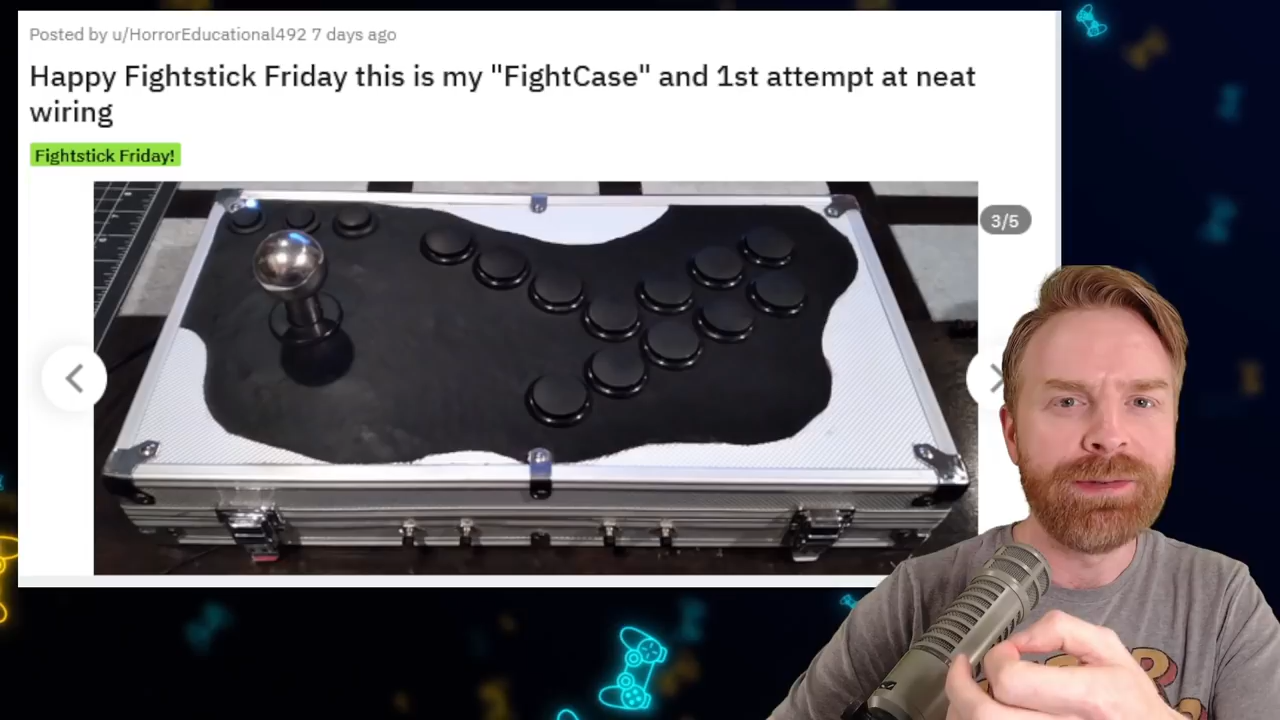 Posted by u/HorrorEducational492 7 days ago
Happy Fightstick Friday this is my "FightCase" and 1st attempt at neat
wiring
Fightstick Friday!
3/5